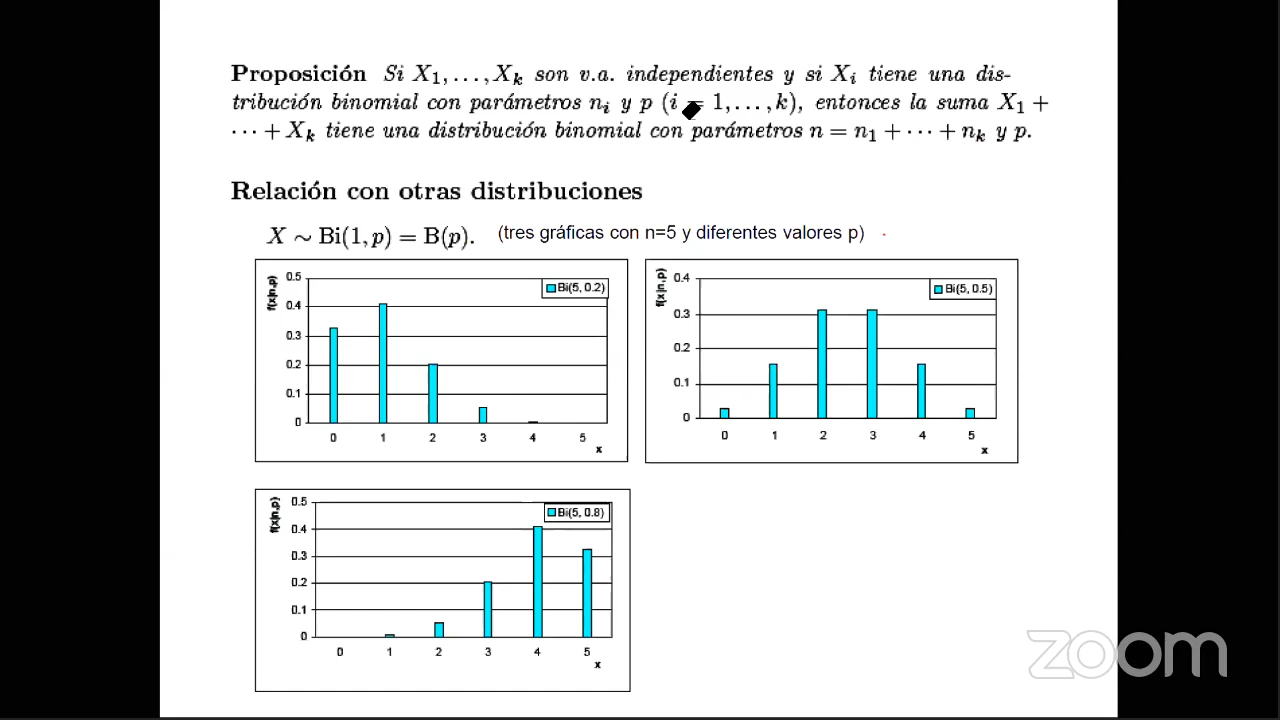 Proposición Si X₁, . . . , Xₖ son v.a. independientes y si Xᵢ tiene una dis-
tribución binomial con parámetros nᵢ y p (i = 1, . . . , k), entonces la suma X₁ +
· · · + Xₖ tiene una distribución binomial con parámetros n = n₁ + · · · + nₖ y p.
Relación con otras distribuciones
X ∼ Bi(1, p) = B(p). (tres gráficas con n=5 y diferentes valores p)
f(x|n,p)
0.5
0.4
0.3
0.2
0.1
0
Bi(5, 0.2)
0 1 2 3 4 5
x
f(x|n,p)
0.4
0.3
0.2
0.1
0
Bi(5, 0.5)
0 1 2 3 4 5
x
f(x|n,p)
0.5
0.4
0.3
0.2
0.1
0
Bi(5, 0.8)
0 1 2 3 4 5
x
zoom